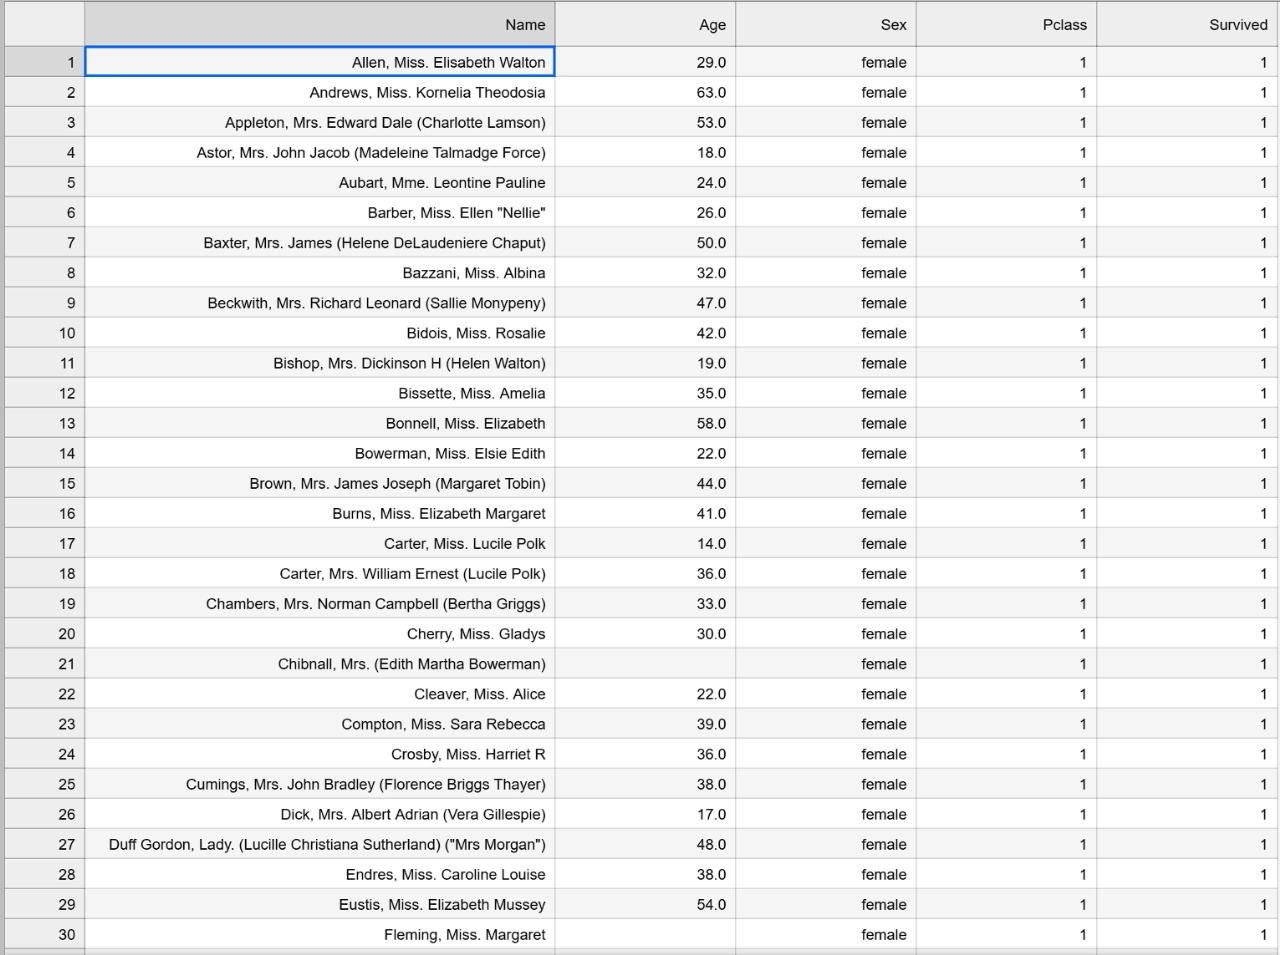 Name Age Sex Pclass Survived
1 Allen, Miss. Elisabeth Walton 29.0 female 1 1
2 Andrews, Miss. Kornelia Theodosia 63.0 female 1 1
3 Appleton, Mrs. Edward Dale (Charlotte Lamson) 53.0 female 1 1
4 Astor, Mrs. John Jacob (Madeleine Talmadge Force) 18.0 female 1 1
5 Aubart, Mme. Leontine Pauline 24.0 female 1 1
6 Barber, Miss. Ellen "Nellie" 26.0 female 1 1
7 Baxter, Mrs. James (Helene DeLaudeniere Chaput) 50.0 female 1 1
8 Bazzani, Miss. Albina 32.0 female 1 1
9 Beckwith, Mrs. Richard Leonard (Sallie Monypeny) 47.0 female 1 1
10 Bidois, Miss. Rosalie 42.0 female 1 1
11 Bishop, Mrs. Dickinson H (Helen Walton) 19.0 female 1 1
12 Bissette, Miss. Amelia 35.0 female 1 1
13 Bonnell, Miss. Elizabeth 58.0 female 1 1
14 Bowerman, Miss. Elsie Edith 22.0 female 1 1
15 Brown, Mrs. James Joseph (Margaret Tobin) 44.0 female 1 1
16 Burns, Miss. Elizabeth Margaret 41.0 female 1 1
17 Carter, Miss. Lucile Polk 14.0 female 1 1
18 Carter, Mrs. William Ernest (Lucile Polk) 36.0 female 1 1
19 Chambers, Mrs. Norman Campbell (Bertha Griggs) 33.0 female 1 1
20 Cherry, Miss. Gladys 30.0 female 1 1
21 Chibnall, Mrs. (Edith Martha Bowerman) female 1 1
22 Cleaver, Miss. Alice 22.0 female 1 1
23 Compton, Miss. Sara Rebecca 39.0 female 1 1
24 Crosby, Miss. Harriet R 36.0 female 1 1
25 Cumings, Mrs. John Bradley (Florence Briggs Thayer) 38.0 female 1 1
26 Dick, Mrs. Albert Adrian (Vera Gillespie) 17.0 female 1 1
27 Duff Gordon, Lady. (Lucille Christiana Sutherland) ("Mrs Morgan") 48.0 female 1 1
28 Endres, Miss. Caroline Louise 38.0 female 1 1
29 Eustis, Miss. Elizabeth Mussey 54.0 female 1 1
30 Fleming, Miss. Margaret female 1 1